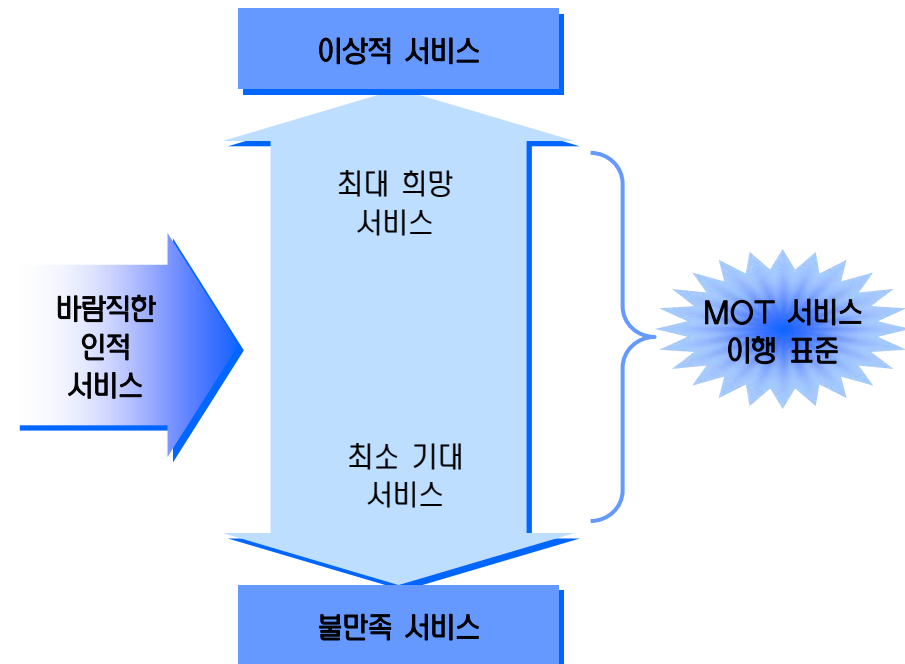 이상적 서비스
최대 희망
서비스
바람직한
인적
서비스
MOT 서비스
이행 표준
최소 기대
서비스
불만족 서비스